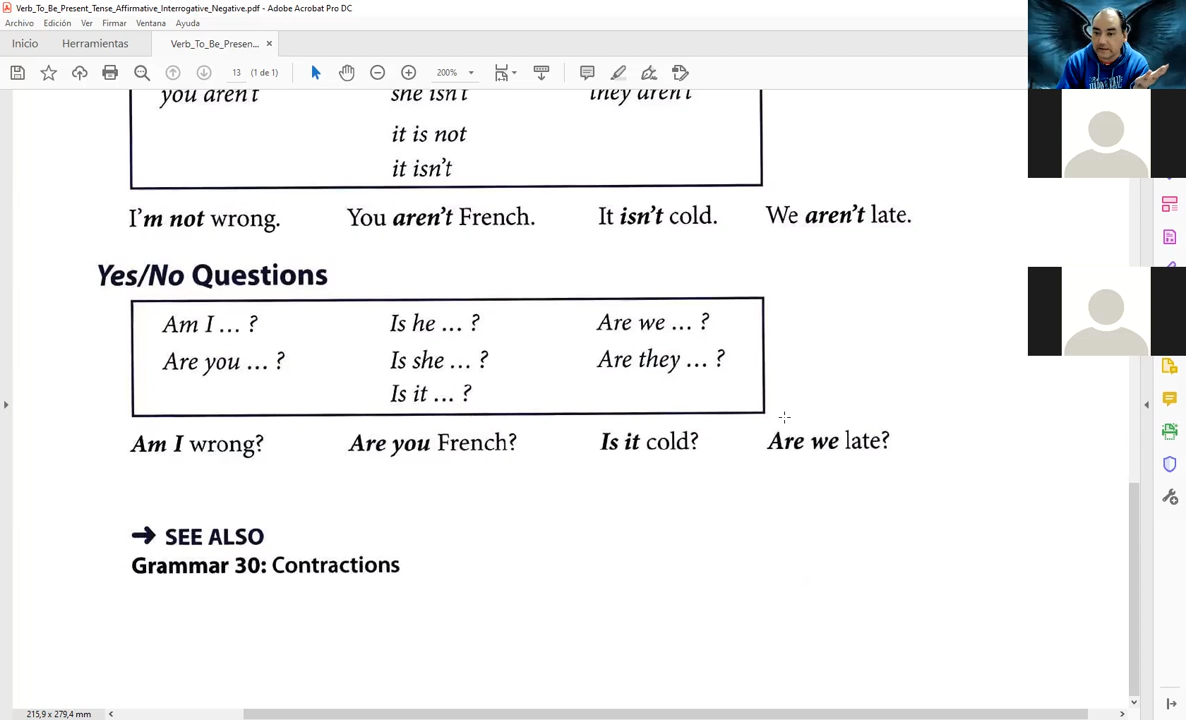 Verb_To_Be_Present_Tense_Affirmative_Interrogative_Negative.pdf - Adobe Acrobat Pro DC
Archivo Edición Ver Firmar Ventana Ayuda
Inicio Herramientas Verb_To_Be_Presen... ×
13 (1 de 1) 200%
you aren't she isn't they aren't
it is not
it isn't
I'm not wrong. You aren't French. It isn't cold. We aren't late.
Yes/No Questions
Am I ... ? Is he ... ? Are we ... ?
Are you ... ? Is she ... ? Are they ... ?
Is it ... ?
Am I wrong? Are you French? Is it cold? Are we late?
→ SEE ALSO
Grammar 30: Contractions
215,9 x 279,4 mm